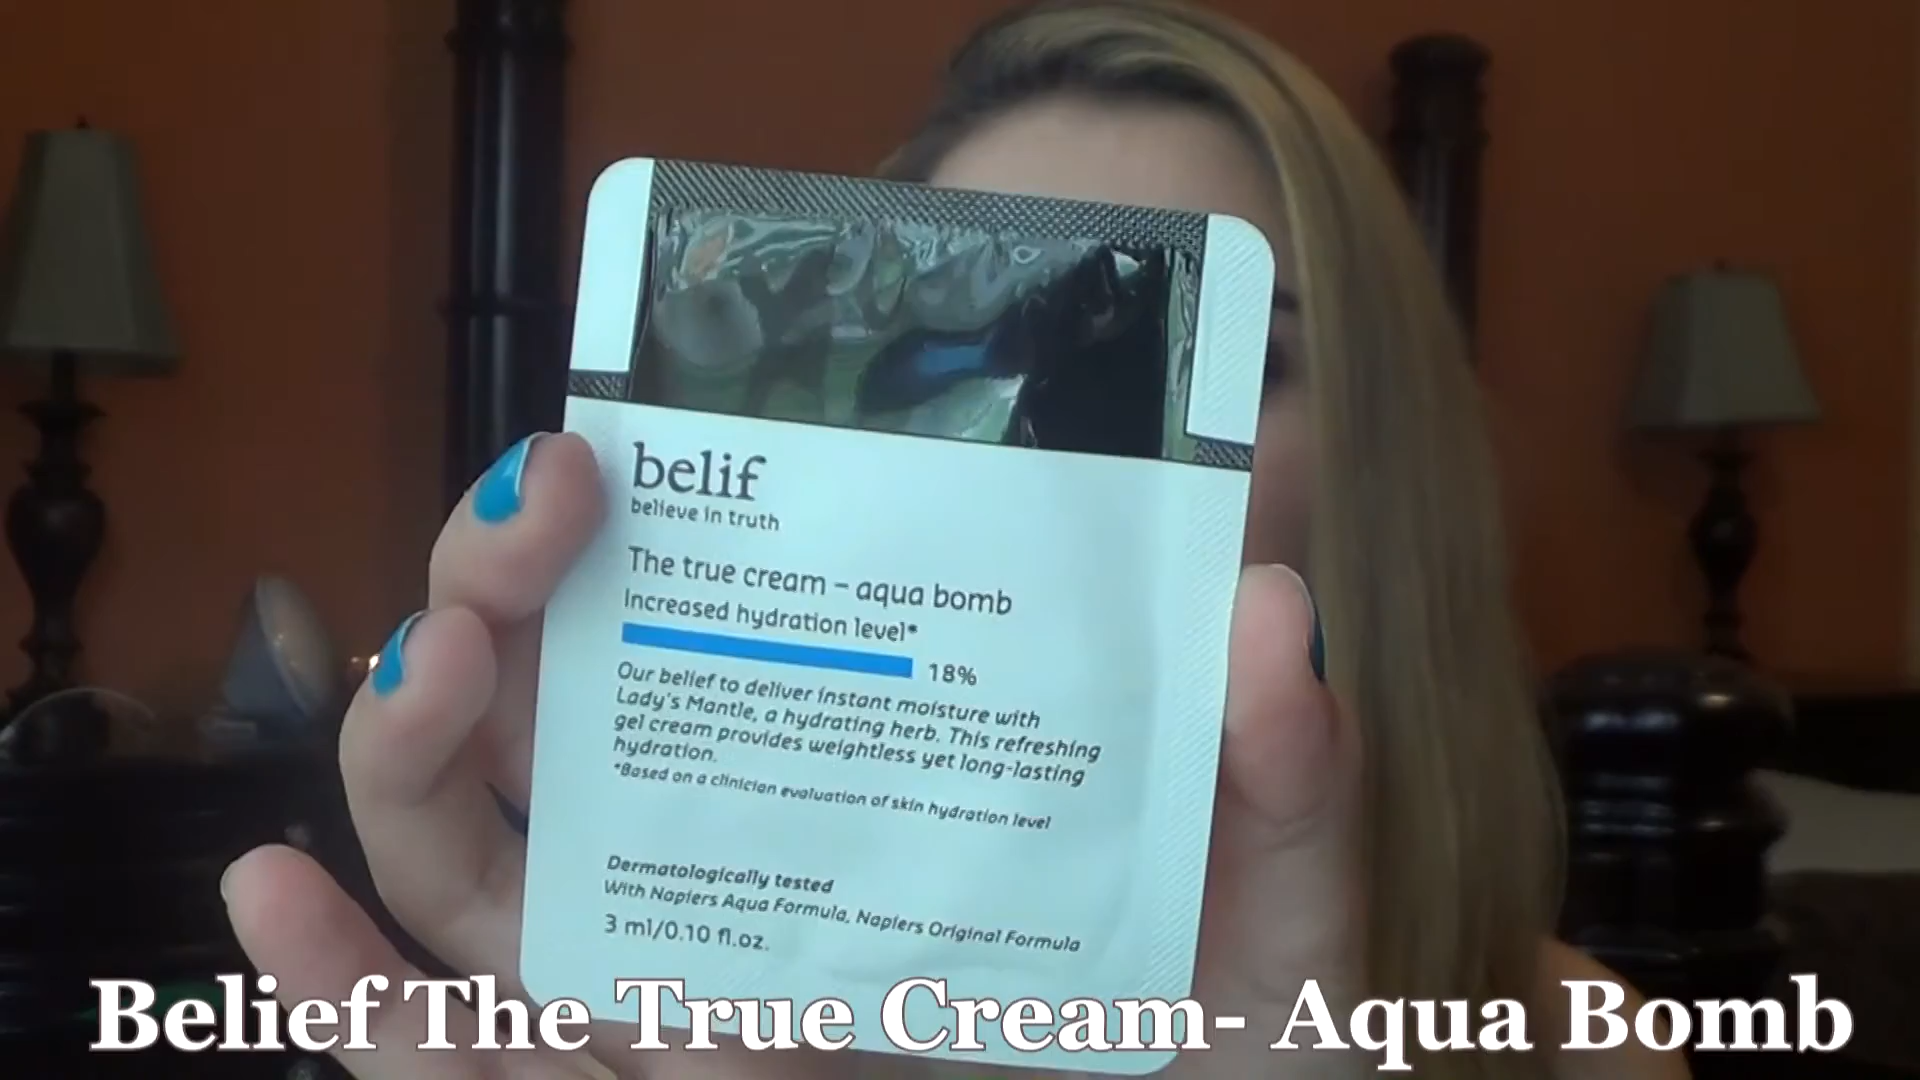 belif
believe in truth
The true cream – aqua bomb
Increased hydration level*
18%
Our belief to deliver instant moisture with
Lady's Mantle, a hydrating herb. This refreshing
gel cream provides weightless yet long-lasting
hydration.
*Based on a clinician evaluation of skin hydration level
Dermatologically tested
With Napiers Aqua Formula, Napiers Original Formula
3 ml/0.10 fl.oz.
Belief The True Cream- Aqua Bomb